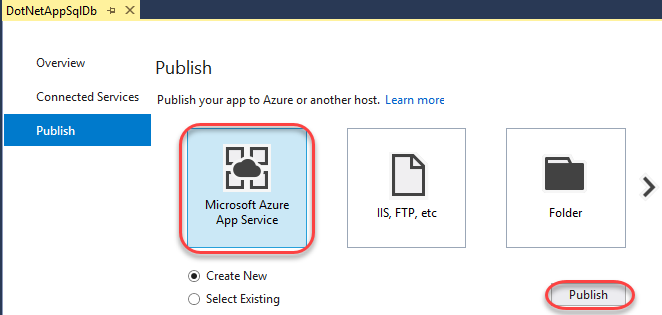 DotNetAppSqlDb
Overview
Connected Services
Publish
Publish
Publish your app to Azure or another host. Learn more
Microsoft Azure
App Service
IIS, FTP, etc
Folder
Create New
Select Existing
Publish